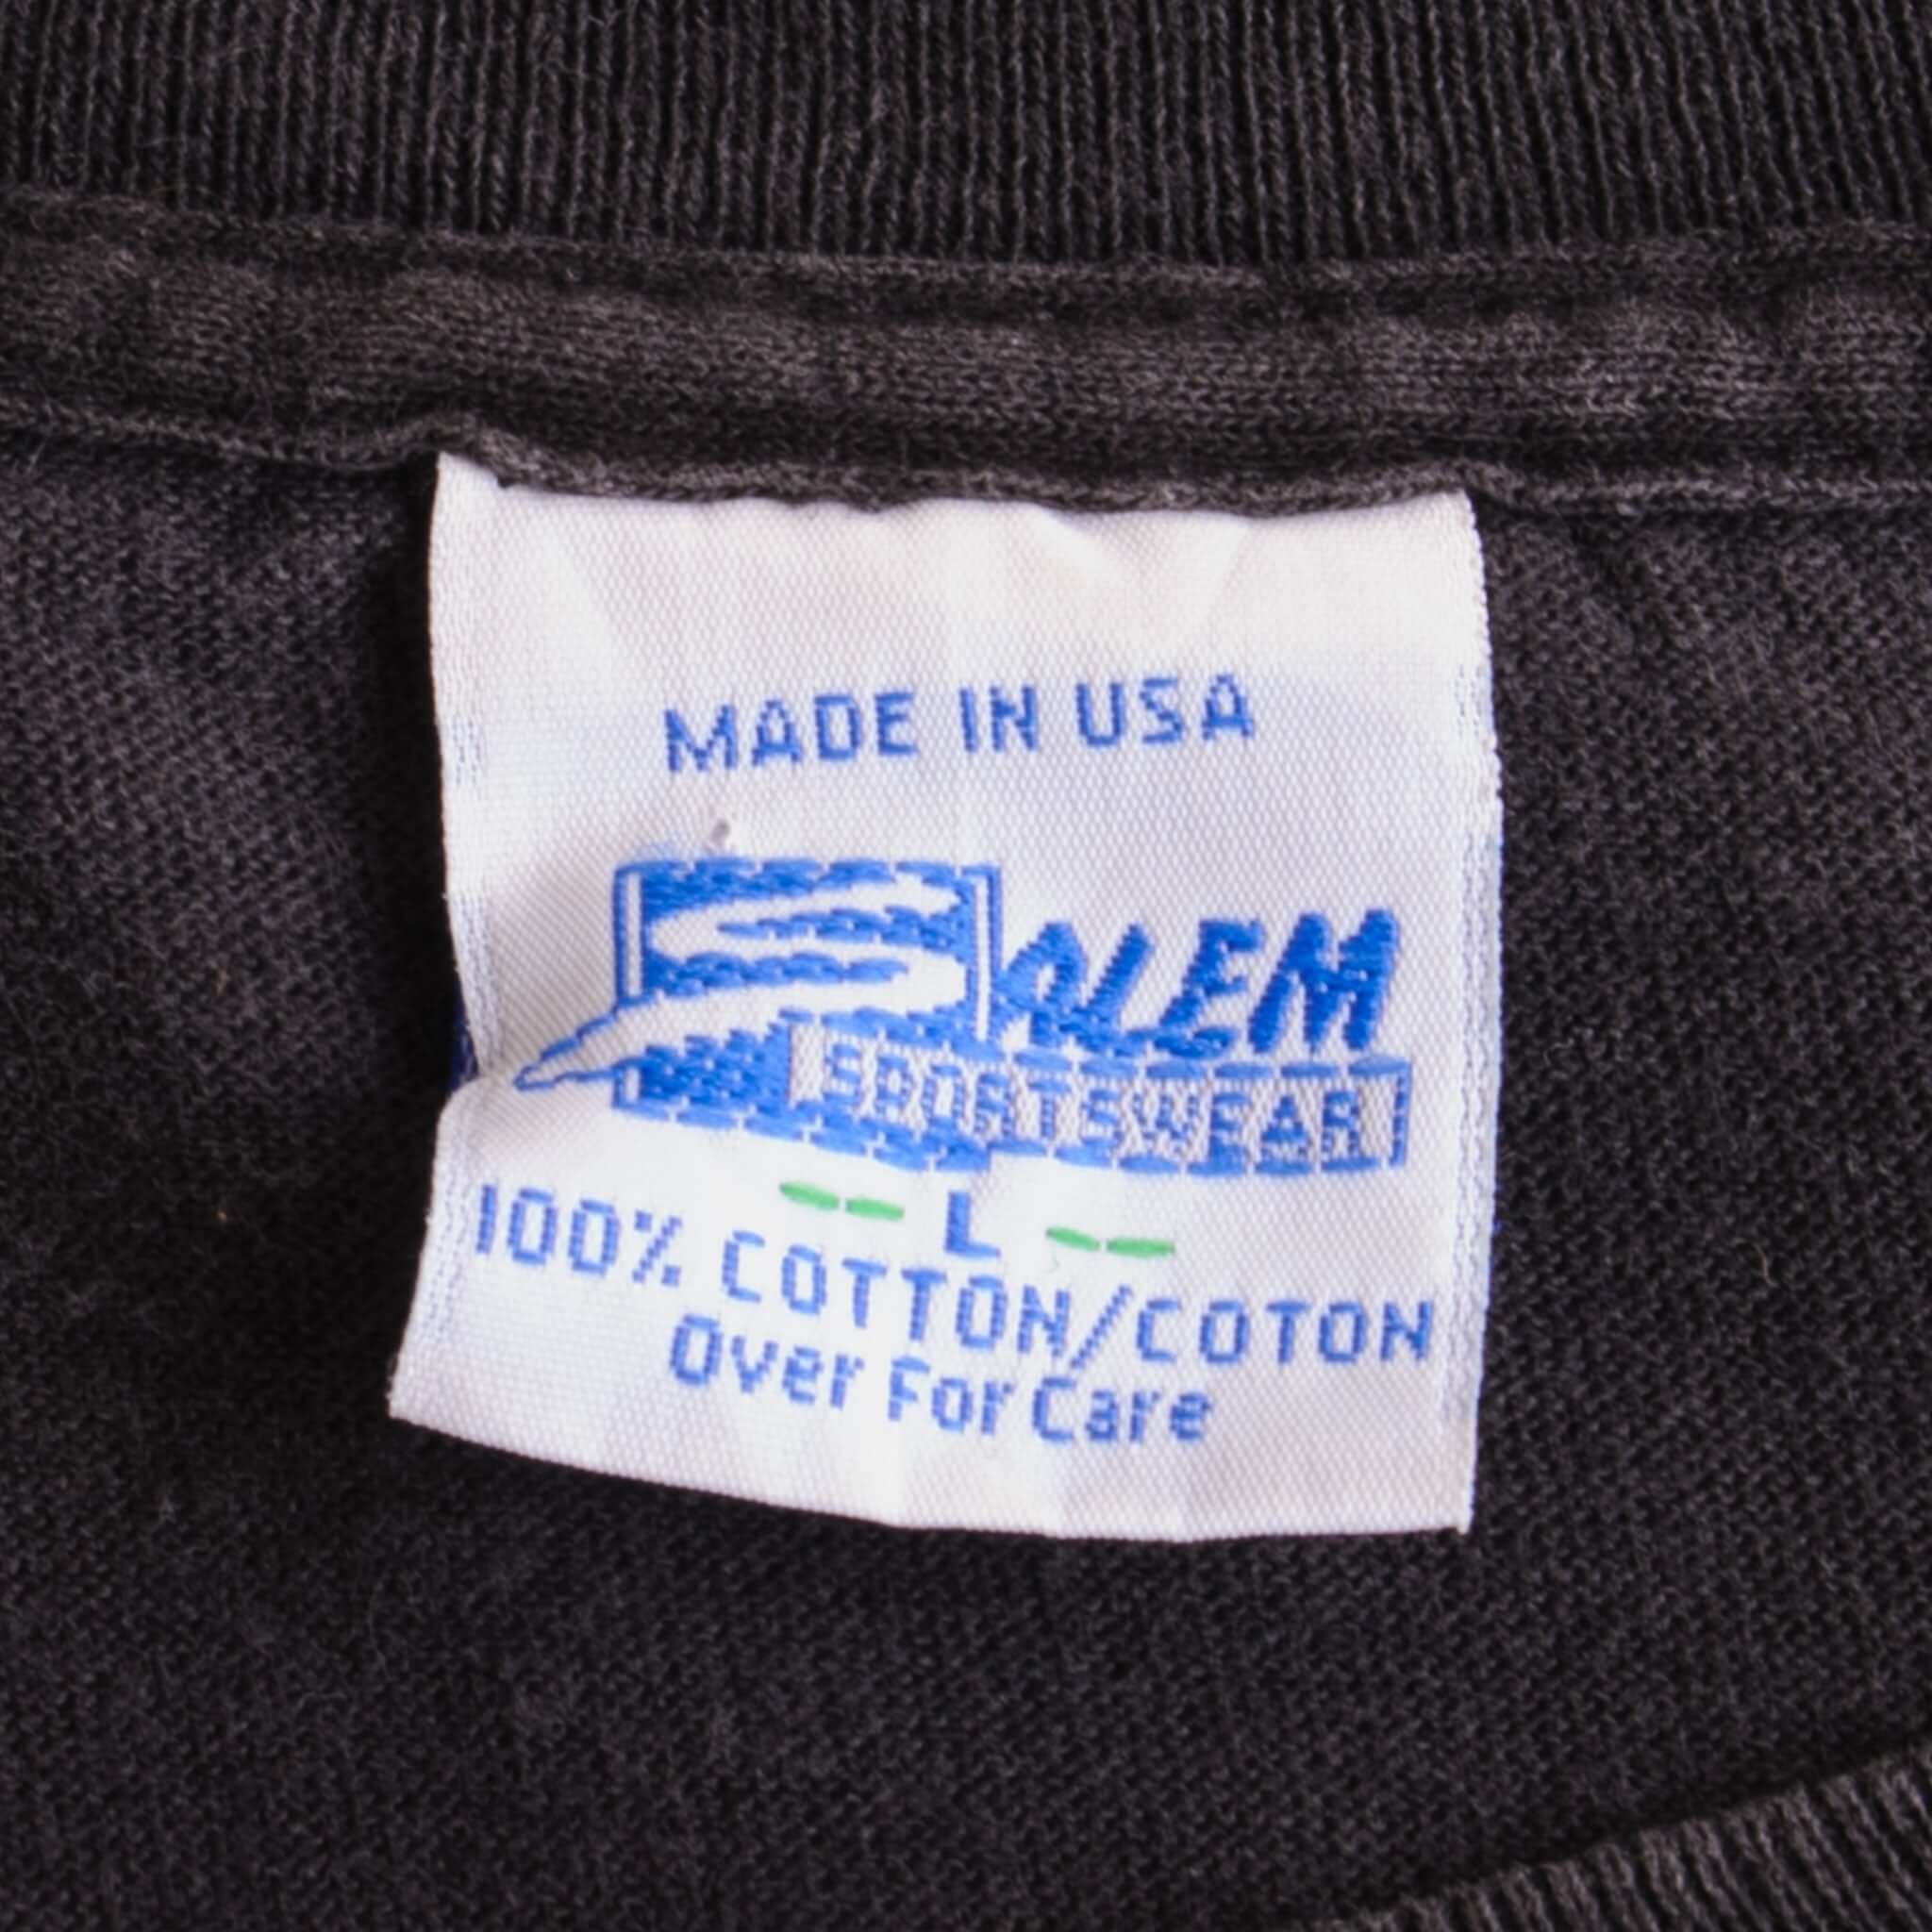 MADE IN USA
SALEM
SPORTSWEAR
L
100% COTTON/COTON
Over For Care